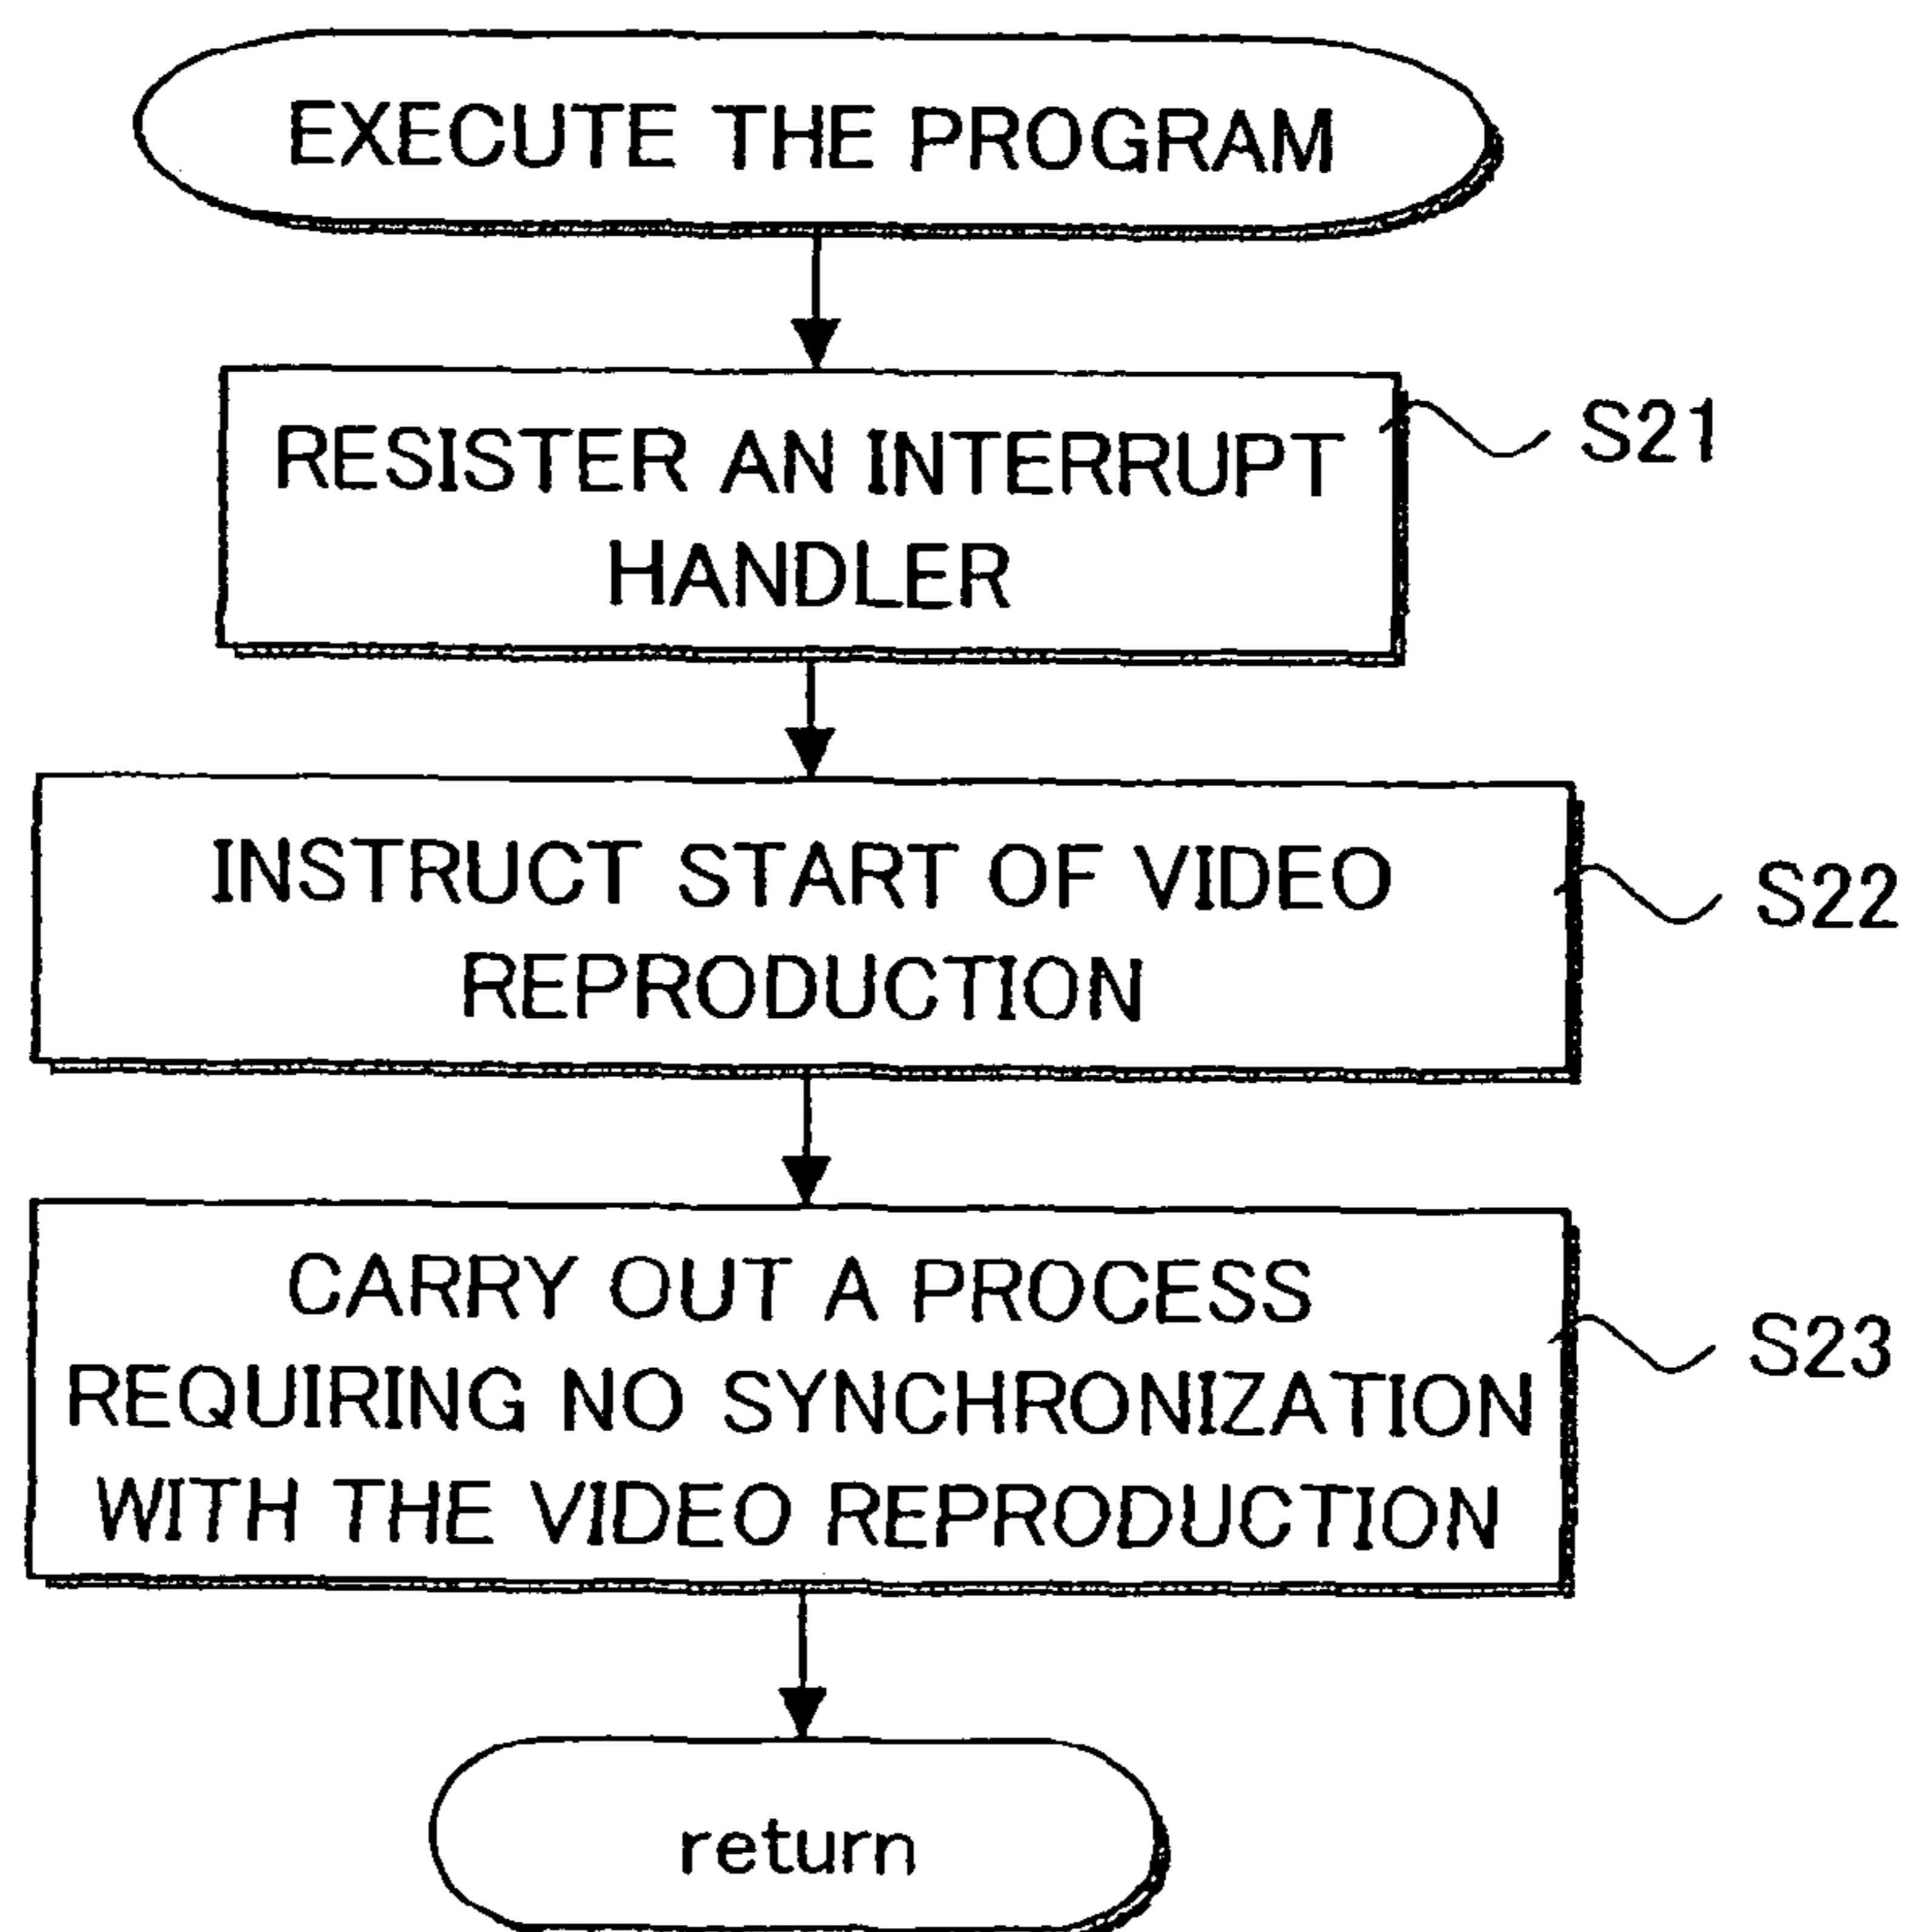 EXECUTE THE PROGRAM
RESISTER AN INTERRUPT
HANDLER
S21
INSTRUCT START OF VIDEO
REPRODUCTION
S22
CARRY OUT A PROCESS
REQUIRING NO SYNCHRONIZATION
WITH THE VIDEO REPRODUCTION
S23
return